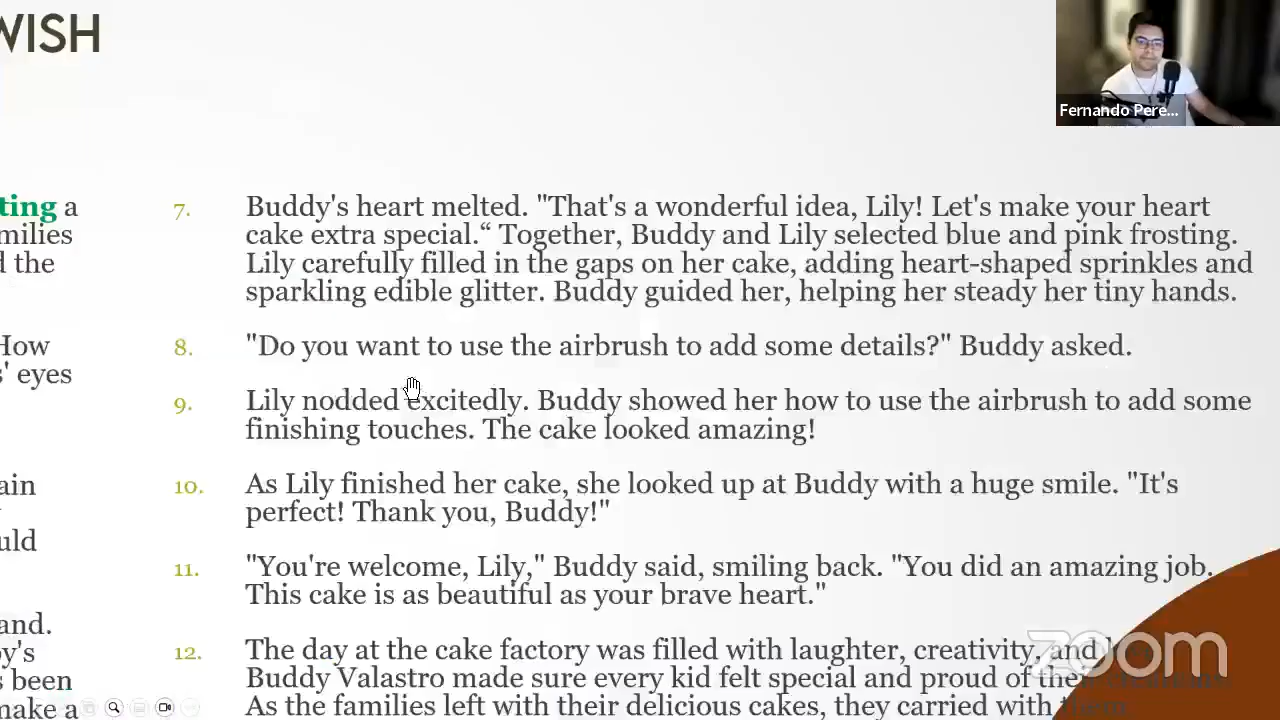 WISH
Fernando Pere...
ting a
milies
d the
How
s' eyes
ain
uld
and.
y's
s been
make a
7. Buddy's heart melted. "That's a wonderful idea, Lily! Let's make your heart
cake extra special.“ Together, Buddy and Lily selected blue and pink frosting.
Lily carefully filled in the gaps on her cake, adding heart-shaped sprinkles and
sparkling edible glitter. Buddy guided her, helping her steady her tiny hands.
8. "Do you want to use the airbrush to add some details?" Buddy asked.
9. Lily nodded excitedly. Buddy showed her how to use the airbrush to add some
finishing touches. The cake looked amazing!
10. As Lily finished her cake, she looked up at Buddy with a huge smile. "It's
perfect! Thank you, Buddy!"
11. "You're welcome, Lily," Buddy said, smiling back. "You did an amazing job.
This cake is as beautiful as your brave heart."
12. The day at the cake factory was filled with laughter, creativity, and
Buddy Valastro made sure every kid felt special and proud of their creations.
As the families left with their delicious cakes, they carried with them
zoom